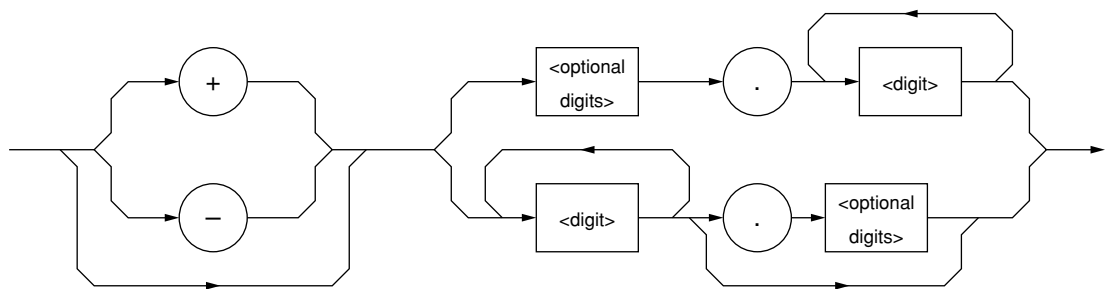 +
<optional
digits>
.
<digit>
−
<digit>
.
<optional
digits>